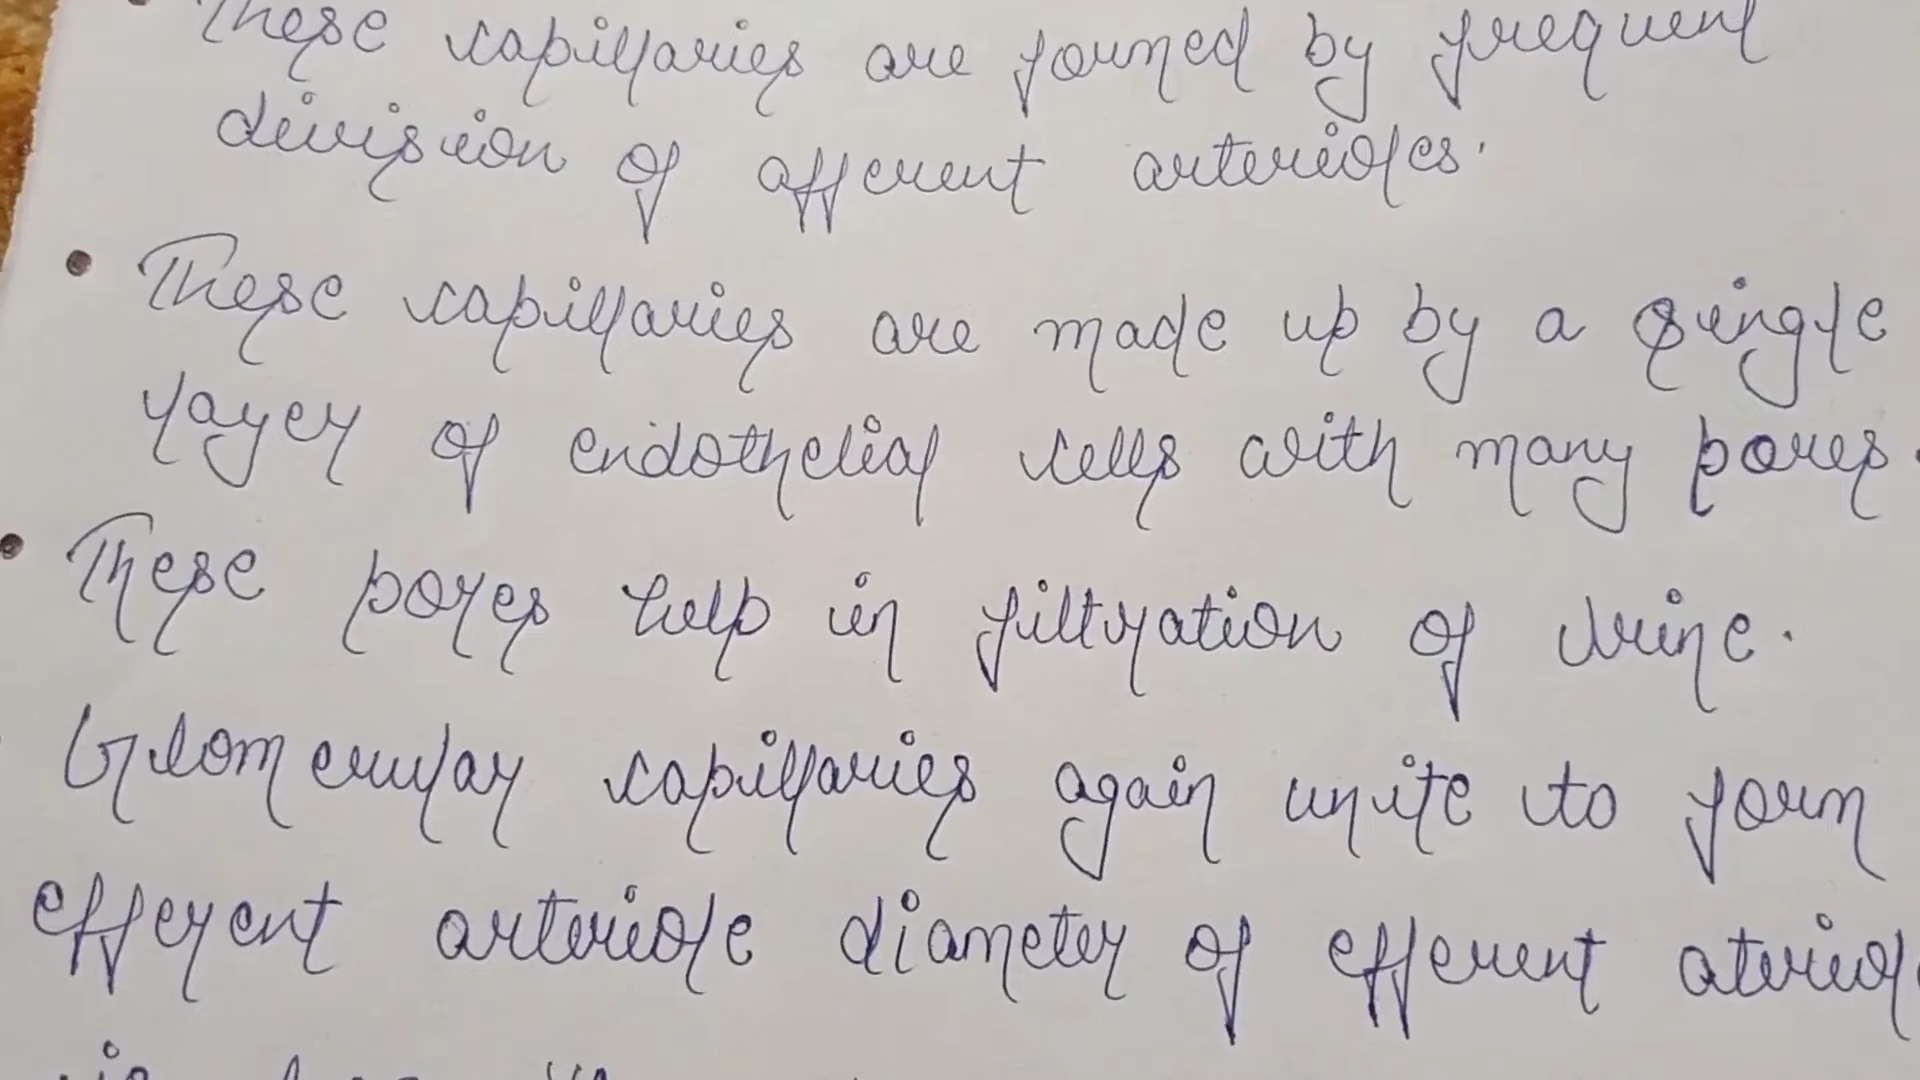 • These capillaries are formed by frequent
division of afferent arterioles.
• These capillaries are made up by a single
layer of endothelial cells with many pores.
• These pores help in filtration of Urine.
Glomerular capillaries again unite to form
efferent arteriole diameter of efferent ateriol
is